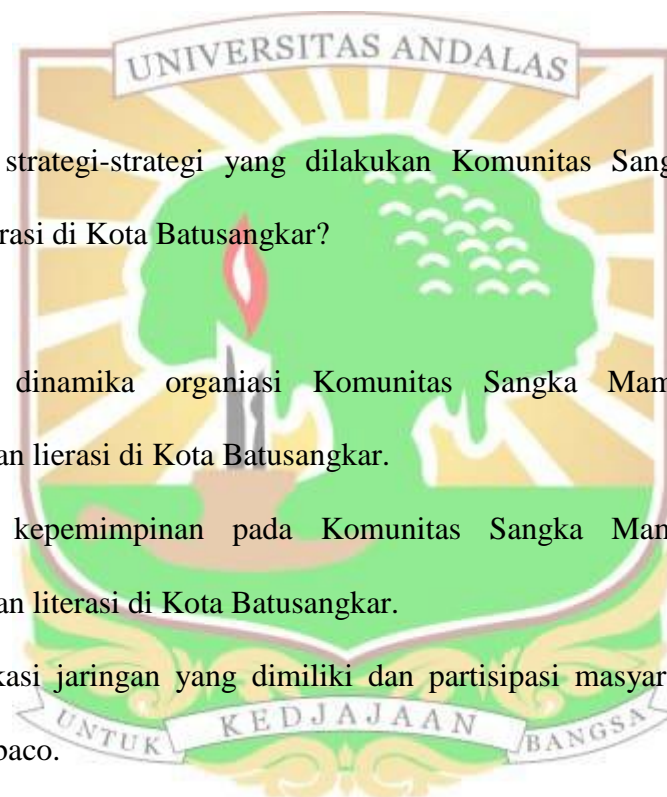 UNIVERSITAS ANDALAS
strategi-strategi yang dilakukan Komunitas Sang
rasi di Kota Batusangkar?
dinamika organiasi Komunitas Sangka Mam
an lierasi di Kota Batusangkar.
kepemimpinan pada Komunitas Sangka Mam
an literasi di Kota Batusangkar.
kasi jaringan yang dimiliki dan partisipasi masyar
UNTUK KEDJAJAAN BANGSA
baco.